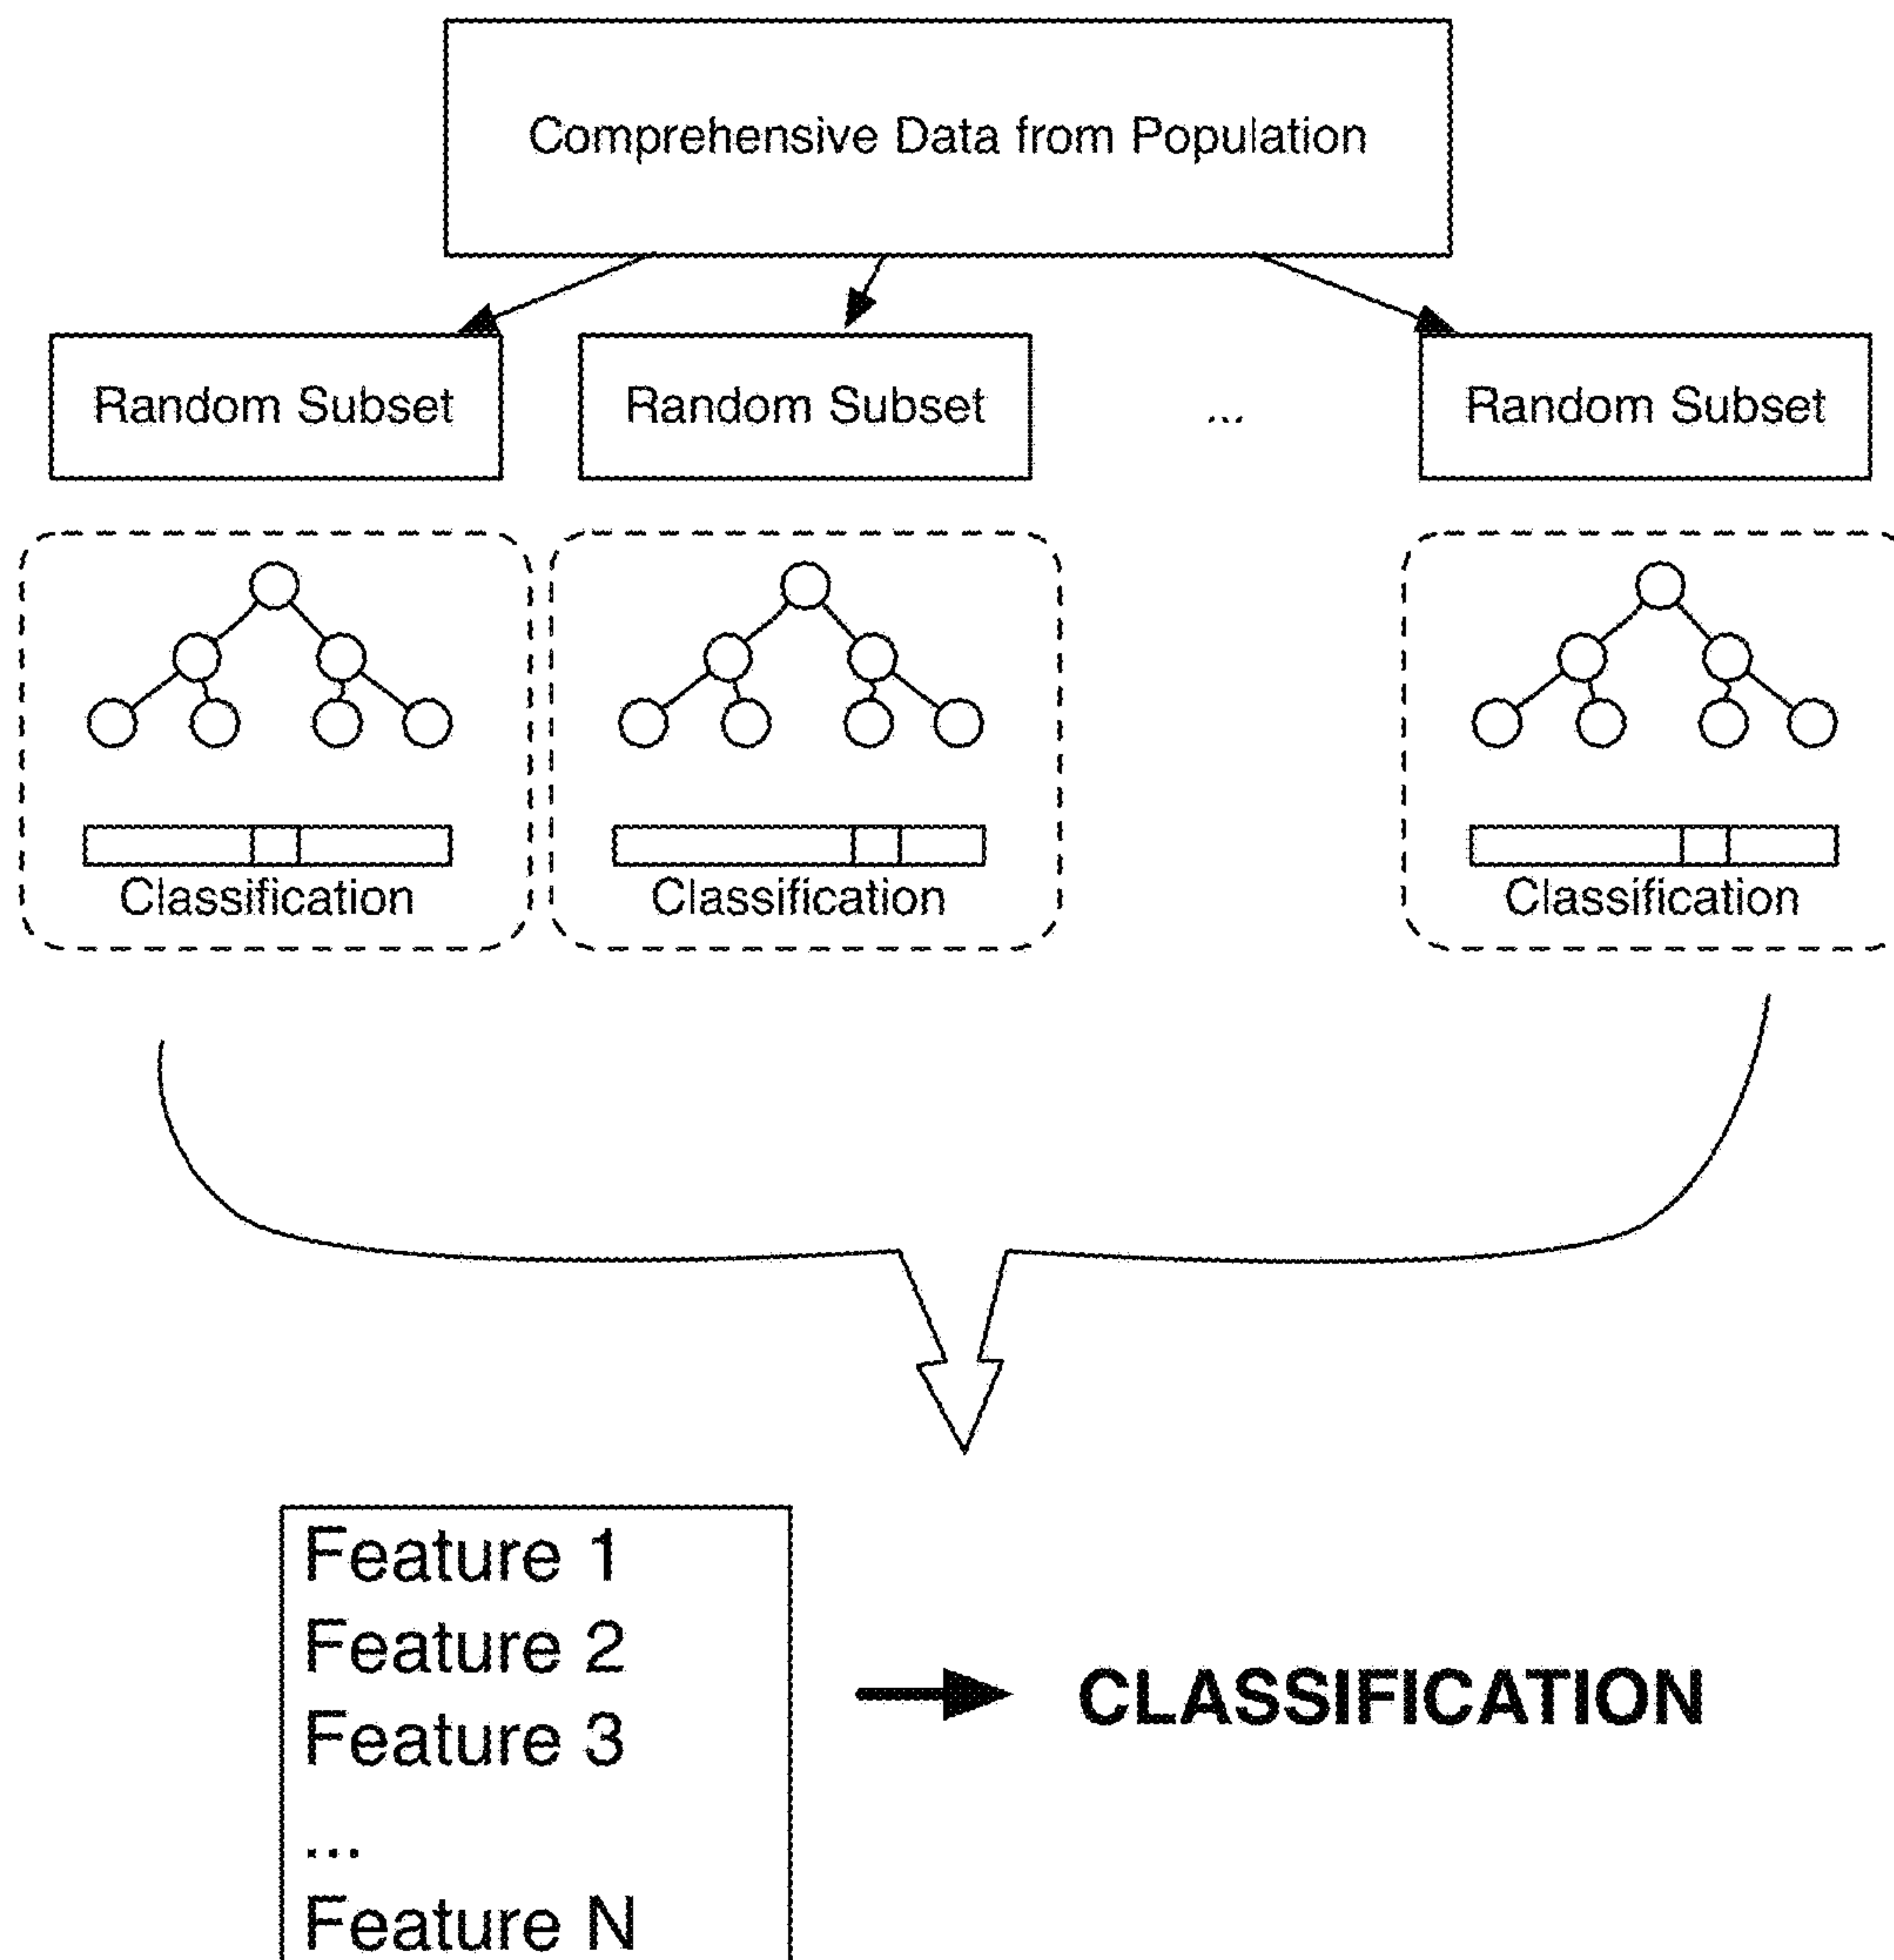 Comprehensive Data from Population
Random Subset Random Subset ... Random Subset
Classification Classification Classification
Feature 1
Feature 2
Feature 3
...
Feature N
CLASSIFICATION